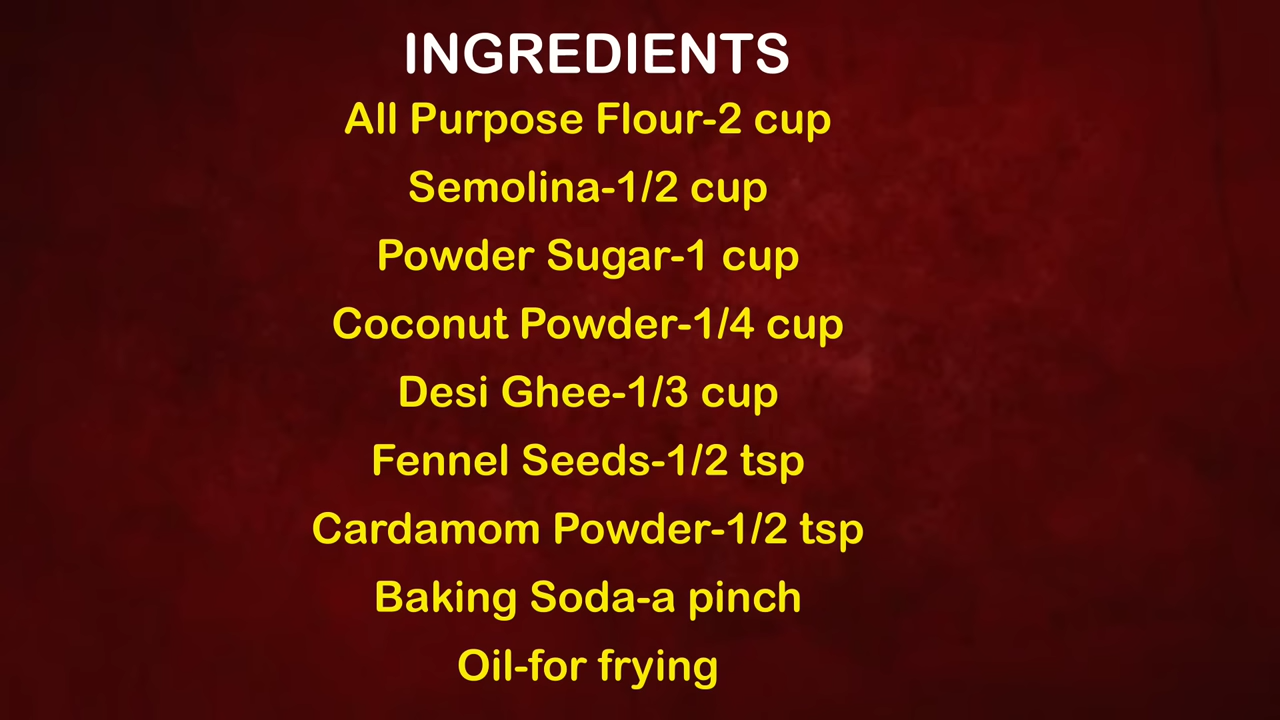 INGREDIENTS
All Purpose Flour-2 cup
Semolina-1/2 cup
Powder Sugar-1 cup
Coconut Powder-1/4 cup
Desi Ghee-1/3 cup
Fennel Seeds-1/2 tsp
Cardamom Powder-1/2 tsp
Baking Soda-a pinch
Oil-for frying